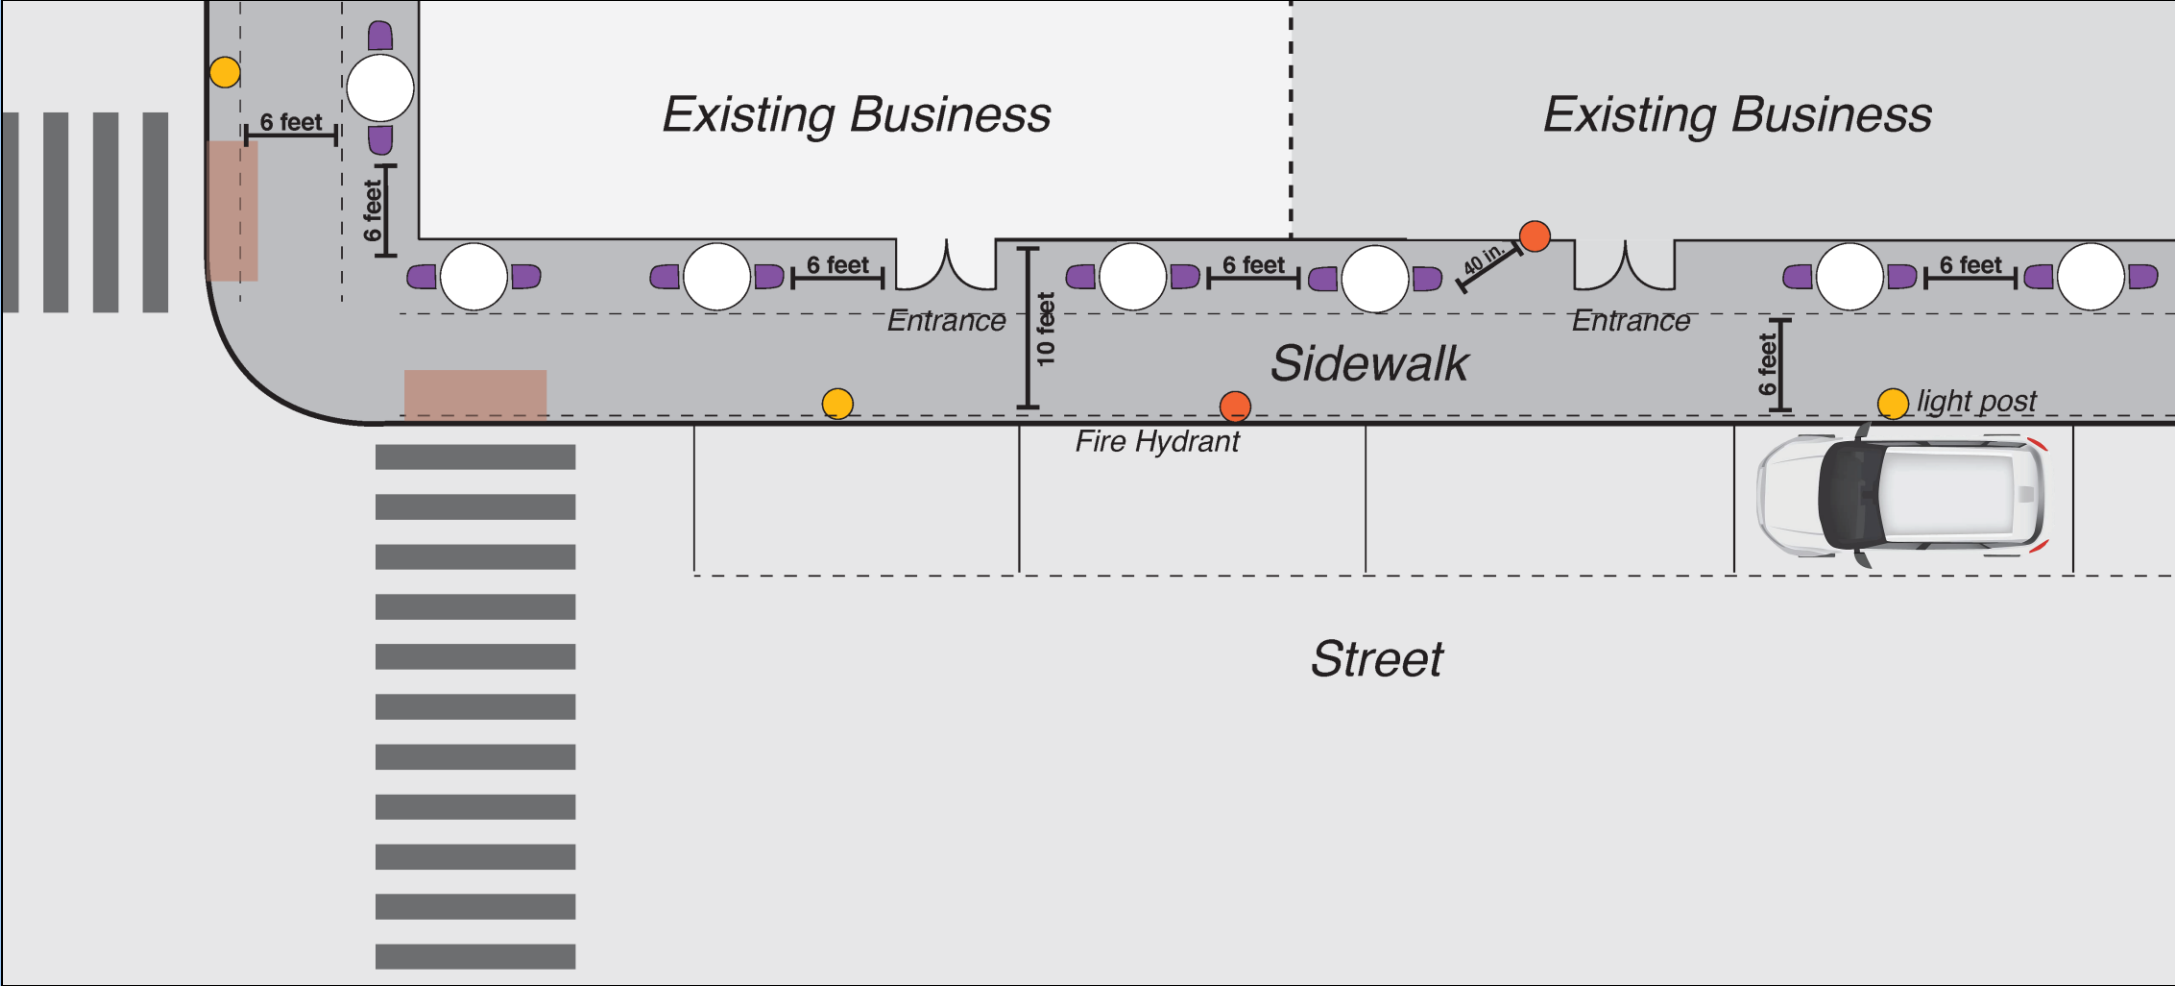 Existing Business
Existing Business
6 feet
6 feet
6 feet
6 feet
40 in.
6 feet
Entrance
10 feet
Entrance
Sidewalk
6 feet
light post
Fire Hydrant
Street